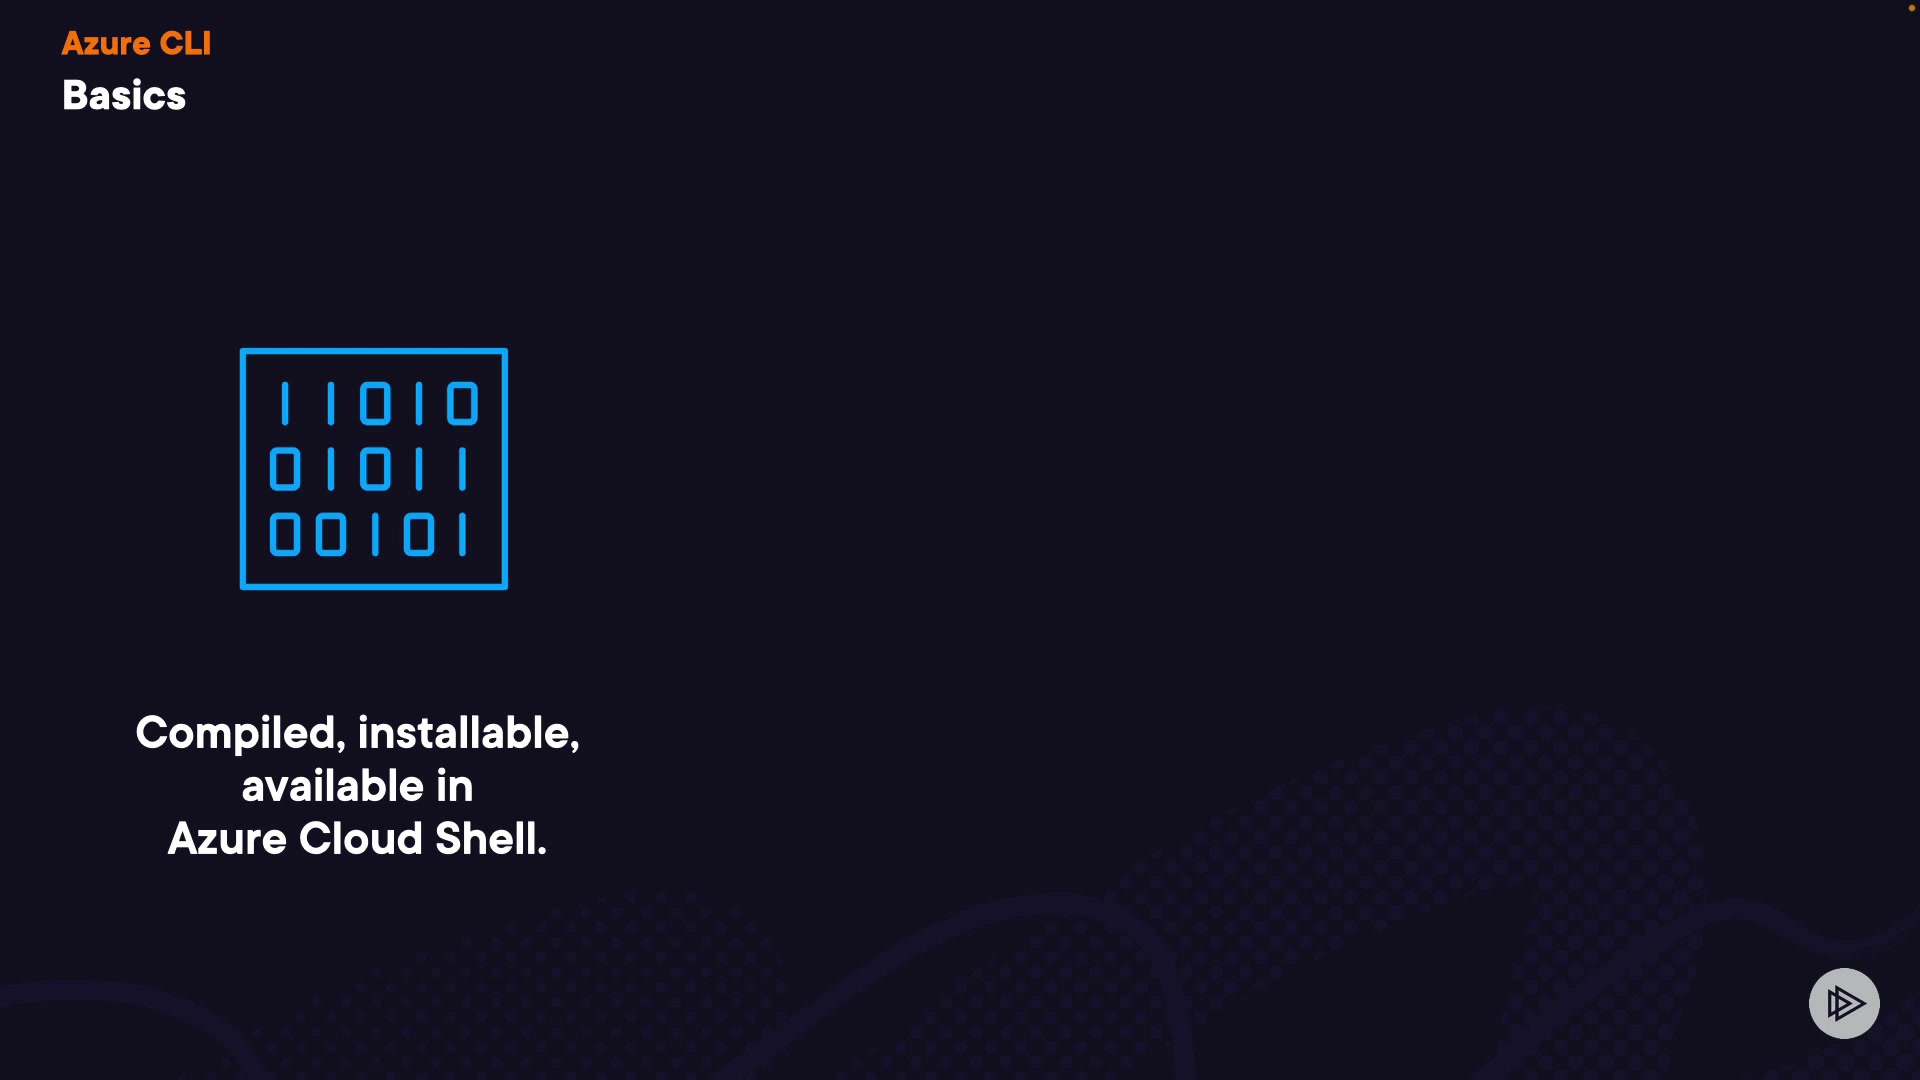 Azure CLI
Basics
11010
01011
00101
Compiled, installable,
available in
Azure Cloud Shell.